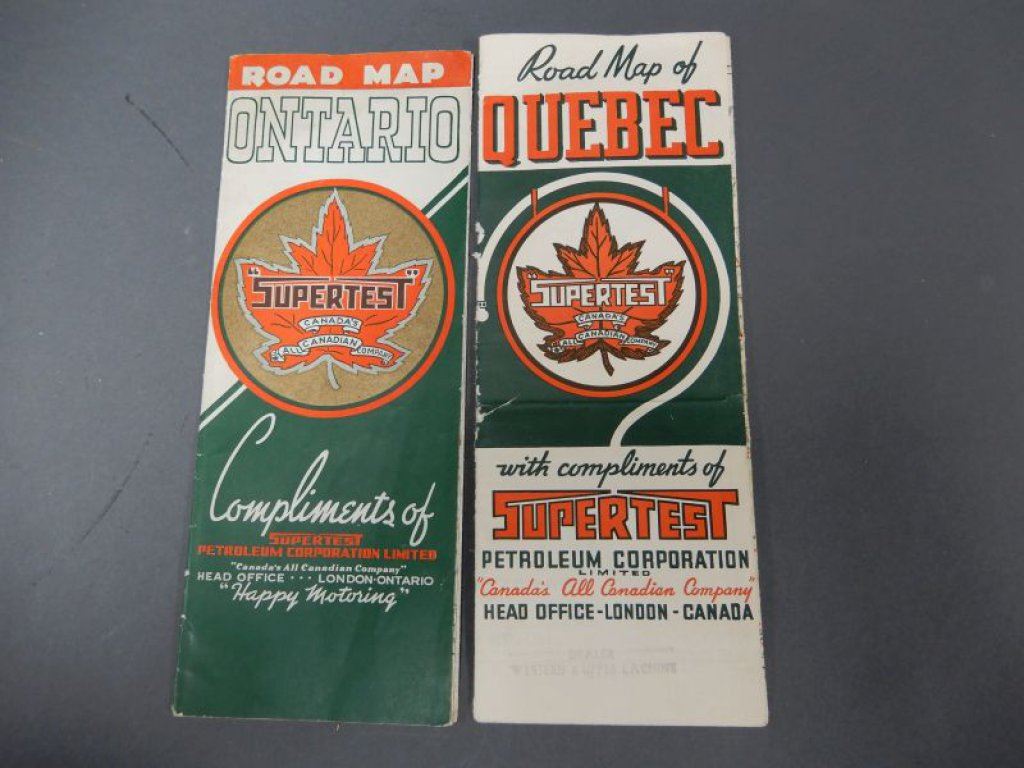 ROAD MAP
ONTARIO
"SUPERTEST"
CANADA'S
ALL CANADIAN COMPANY
Compliments of
SUPERTEST
PETROLEUM CORPORATION LIMITED
"Canada's All Canadian Company"
HEAD OFFICE ··· LONDON-ONTARIO
"Happy Motoring"
Road Map of
QUEBEC
"SUPERTEST"
CANADA'S
ALL CANADIAN COMPANY
with compliments of
SUPERTEST
PETROLEUM CORPORATION
LIMITED
"Canada's All Canadian Company"
HEAD OFFICE-LONDON-CANADA
DEALER